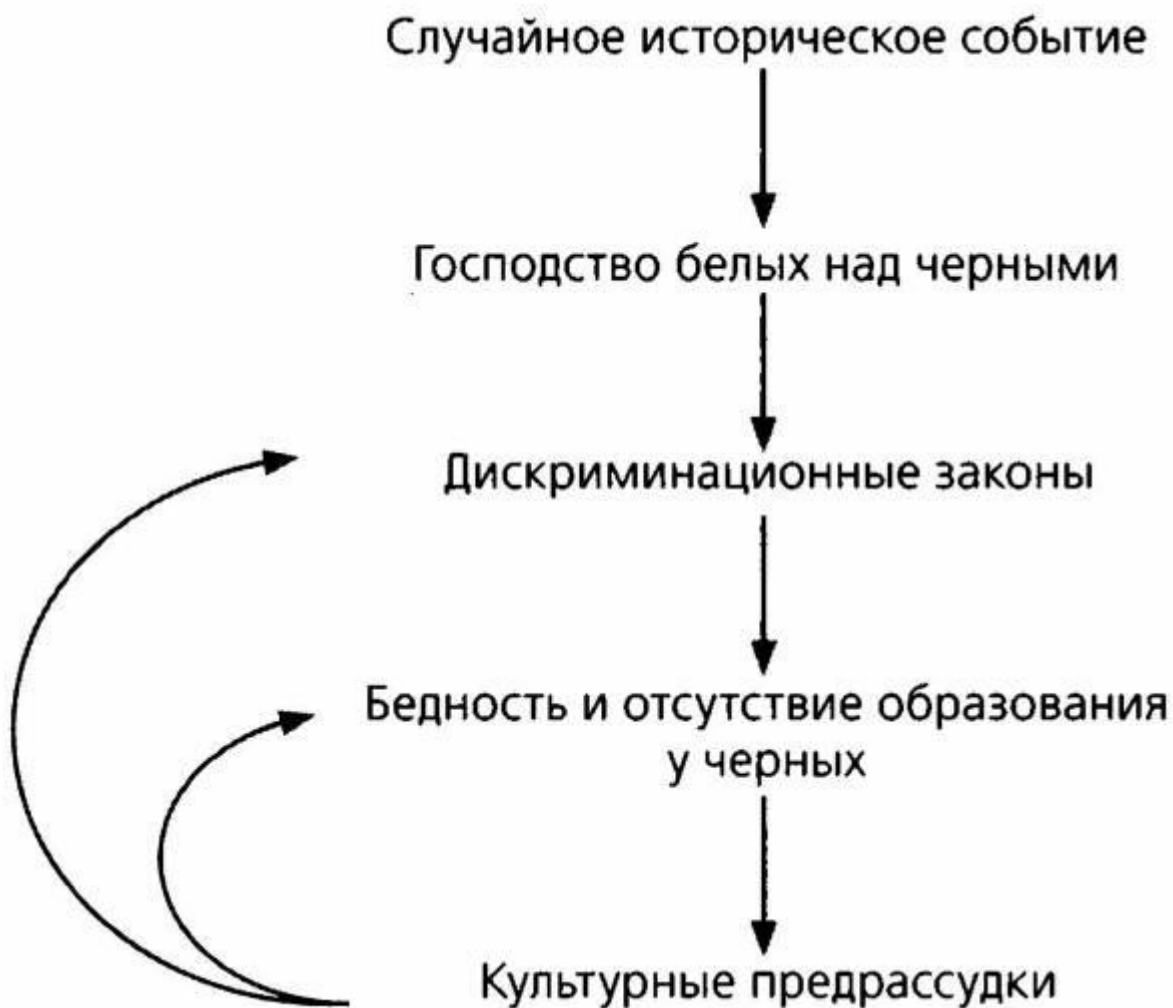 Случайное историческое событие
Господство белых над черными
Дискриминационные законы
Бедность и отсутствие образования
у черных
Культурные предрассудки